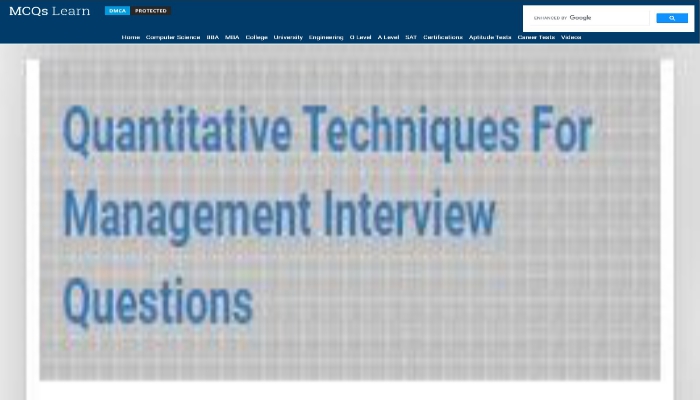 MCQs Learn
DMCA PROTECTED
ENHANCED BY Google
Home Computer Science BBA MBA College University Engineering O Level A Level SAT Certifications Aptitude Tests Career Tests Videos
Quantitative Techniques For
Management Interview
Questions